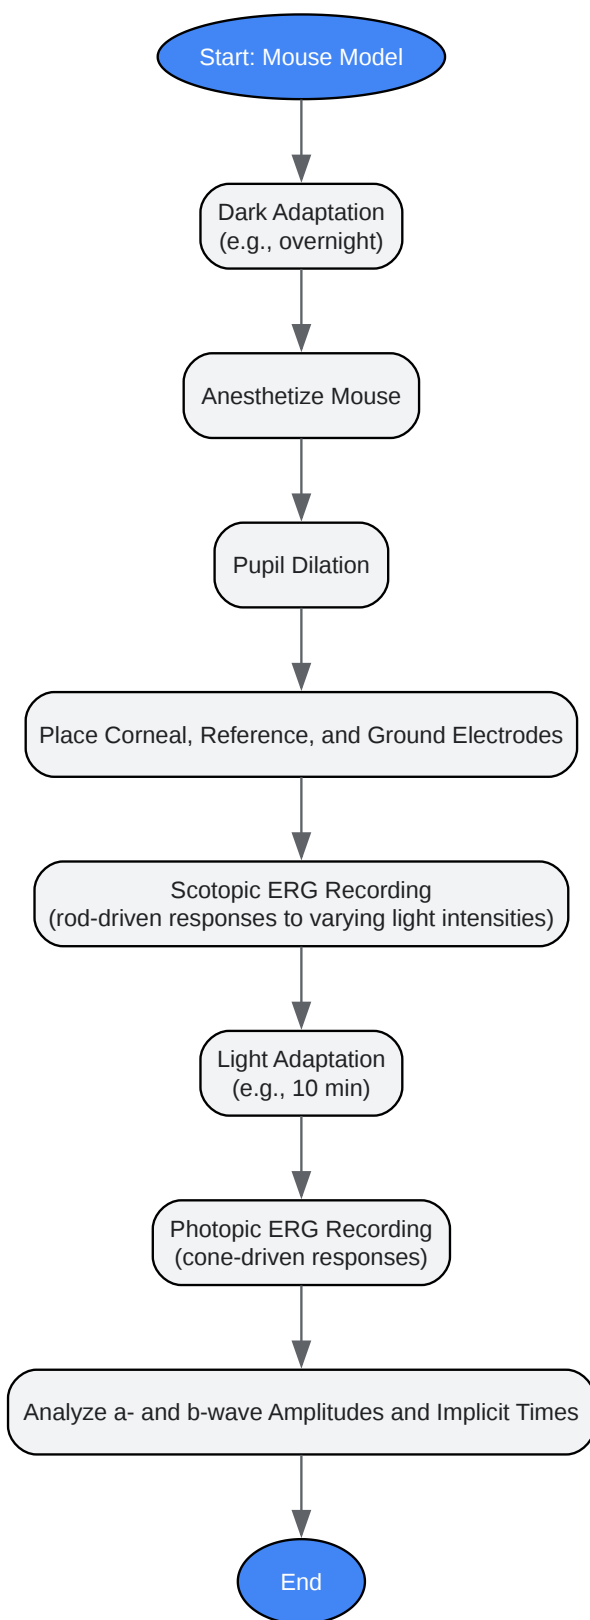 Start: Mouse Model
Dark Adaptation
(e.g., overnight)
Anesthetize Mouse
Pupil Dilation
Place Corneal, Reference, and Ground Electrodes
Scotopic ERG Recording
(rod-driven responses to varying light intensities)
Light Adaptation
(e.g., 10 min)
Photopic ERG Recording
(cone-driven responses)
Analyze a- and b-wave Amplitudes and Implicit Times
End